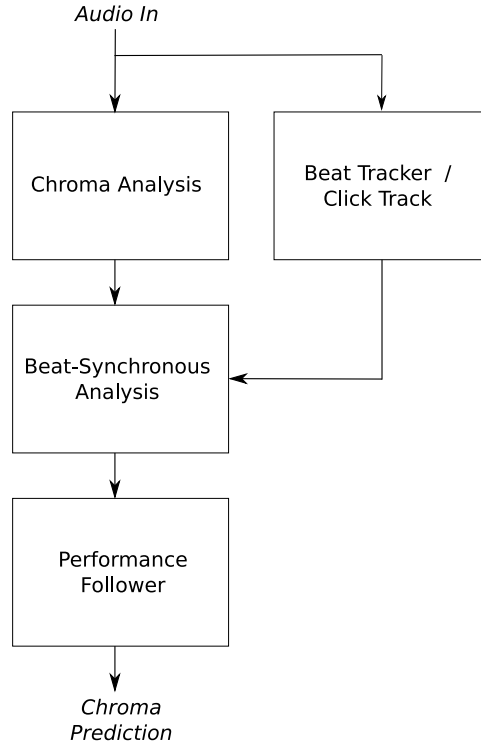 Audio In
Chroma Analysis
Beat Tracker /
Click Track
Beat-Synchronous
Analysis
Performance
Follower
Chroma
Prediction